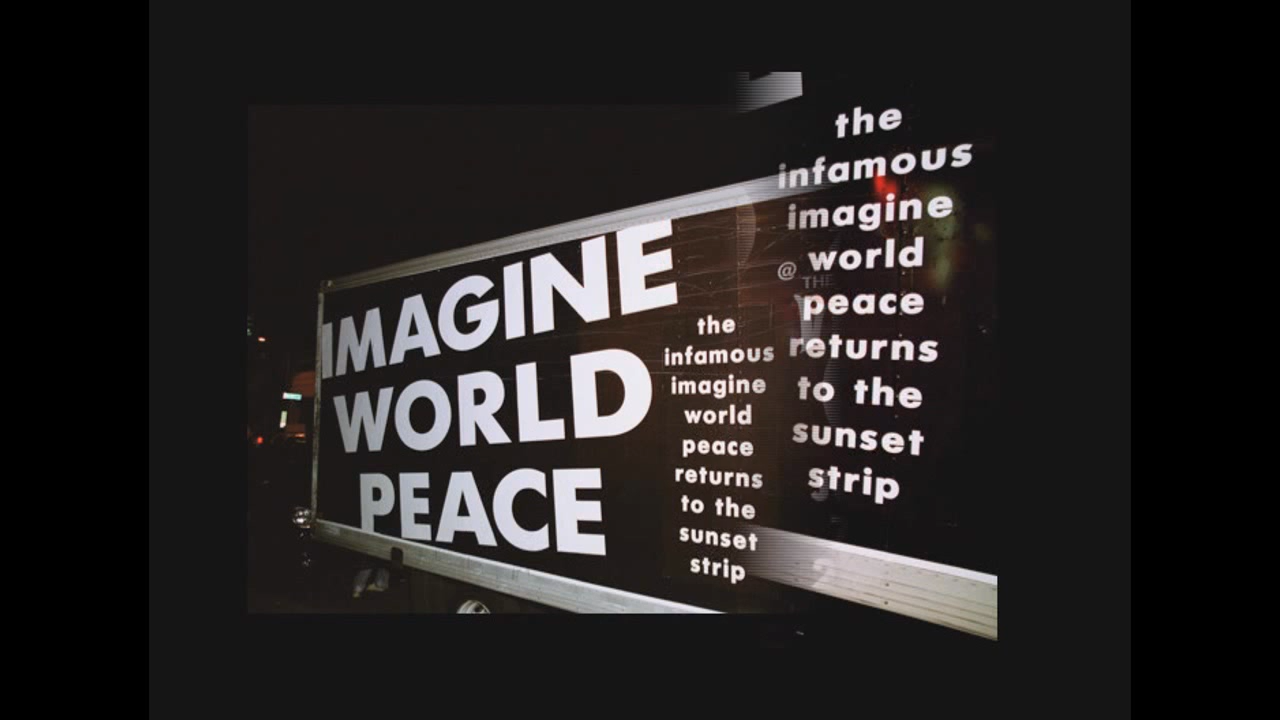 IMAGINE
WORLD
PEACE
the
infamous
imagine
world
peace
returns
to the
sunset
strip
the
infamous
imagine
@ world
THE
peace
returns
to the
sunset
strip